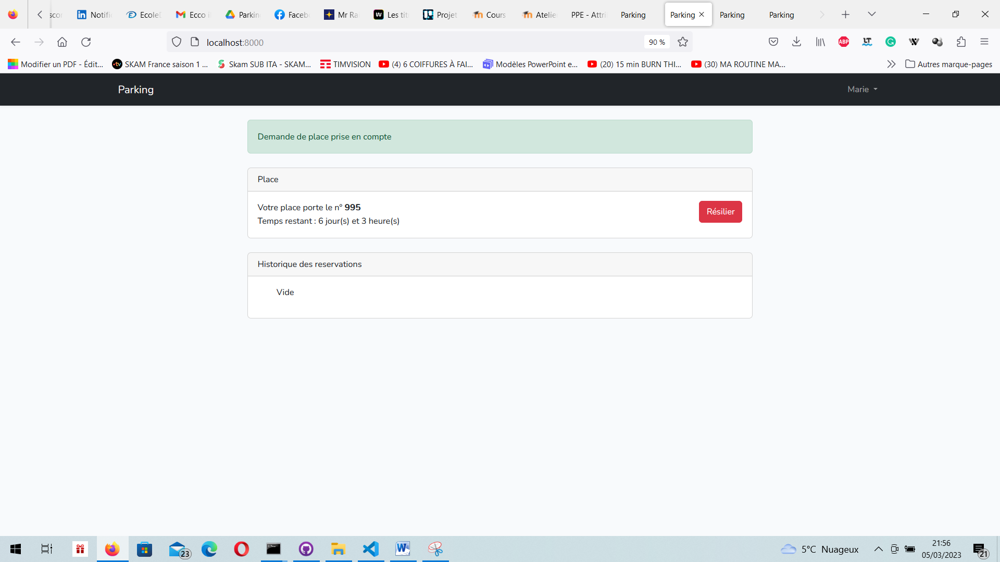 Notifi
EcoleD
Ecco i
Parkin
Facebo
Mr Ra
Les tit
Projet
Cours
Atelie
PPE - Attri
Parking
Parking
Parking
Parking
localhost:8000
90 %
ABP
LT
Modifier un PDF - Édit...
SKAM France saison 1 ...
Skam SUB ITA - SKAM...
TIMVISION
(4) 6 COIFFURES À FAI...
Modèles PowerPoint e...
(20) 15 min BURN THI...
(30) MA ROUTINE MA...
Autres marque-pages
Parking
Marie
Demande de place prise en compte
Place
Votre place porte le n° 995
Résilier
Temps restant : 6 jour(s) et 3 heure(s)
Historique des reservations
Vide
23
5°C Nuageux
21:56
05/03/2023
21